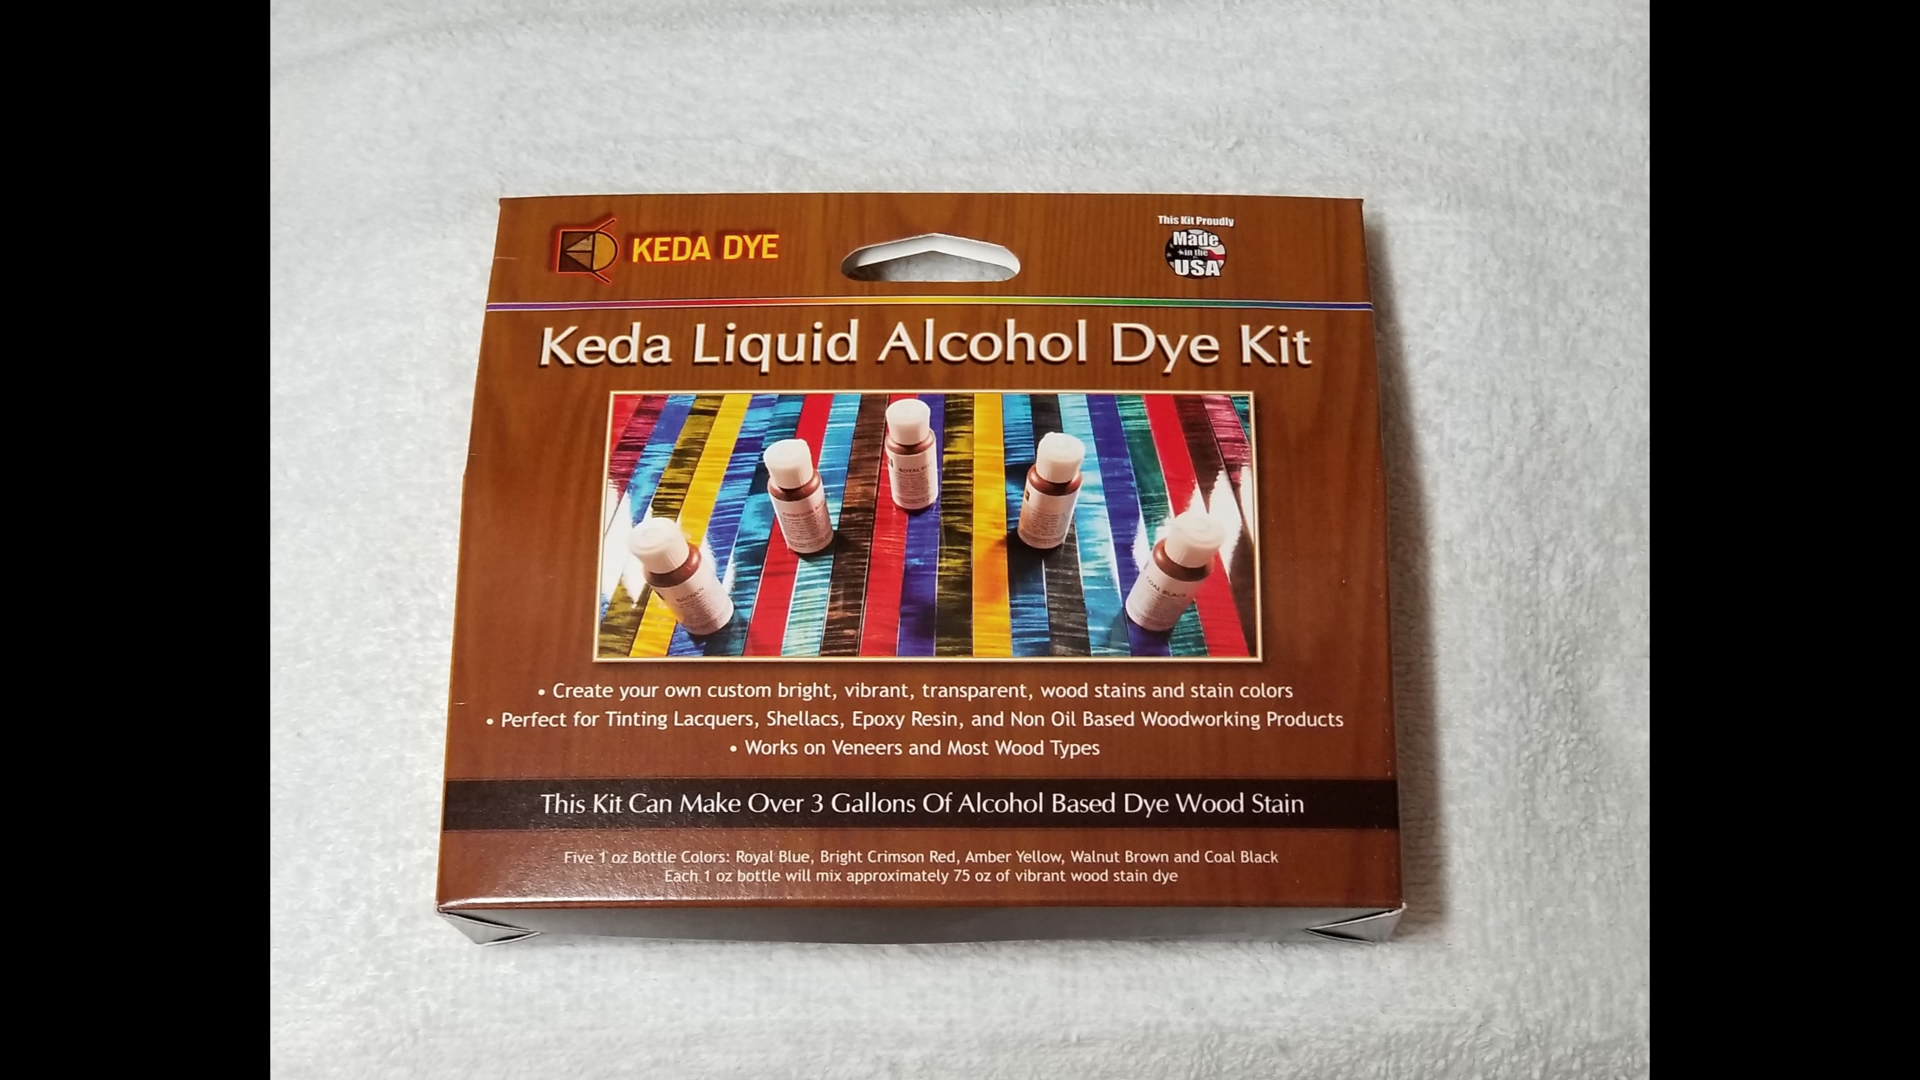 KEDA DYE
This Kit Proudly
Made
in the
USA
Keda Liquid Alcohol Dye Kit
COAL BLACK
• Create your own custom bright, vibrant, transparent, wood stains and stain colors
• Perfect for Tinting Lacquers, Shellacs, Epoxy Resin, and Non Oil Based Woodworking Products
• Works on Veneers and Most Wood Types
This Kit Can Make Over 3 Gallons Of Alcohol Based Dye Wood Stain
Five 1 oz Bottle Colors: Royal Blue, Bright Crimson Red, Amber Yellow, Walnut Brown and Coal Black
Each 1 oz bottle will mix approximately 75 oz of vibrant wood stain dye